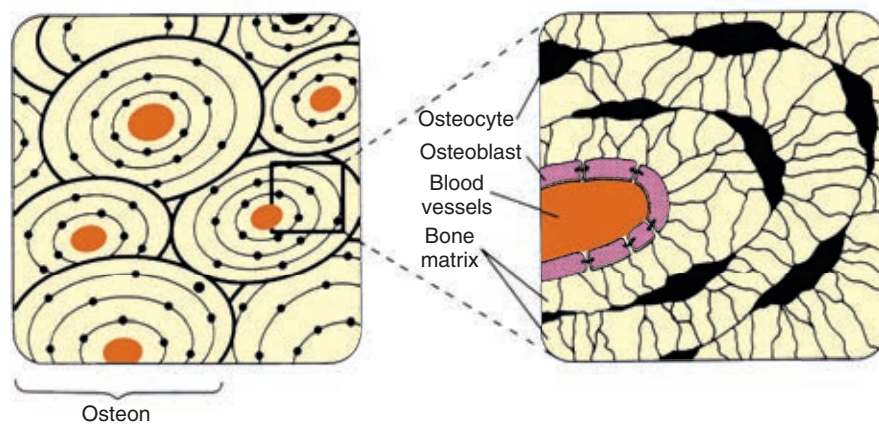 Osteocyte
Osteoblast
Blood
vessels
Bone
matrix
Osteon